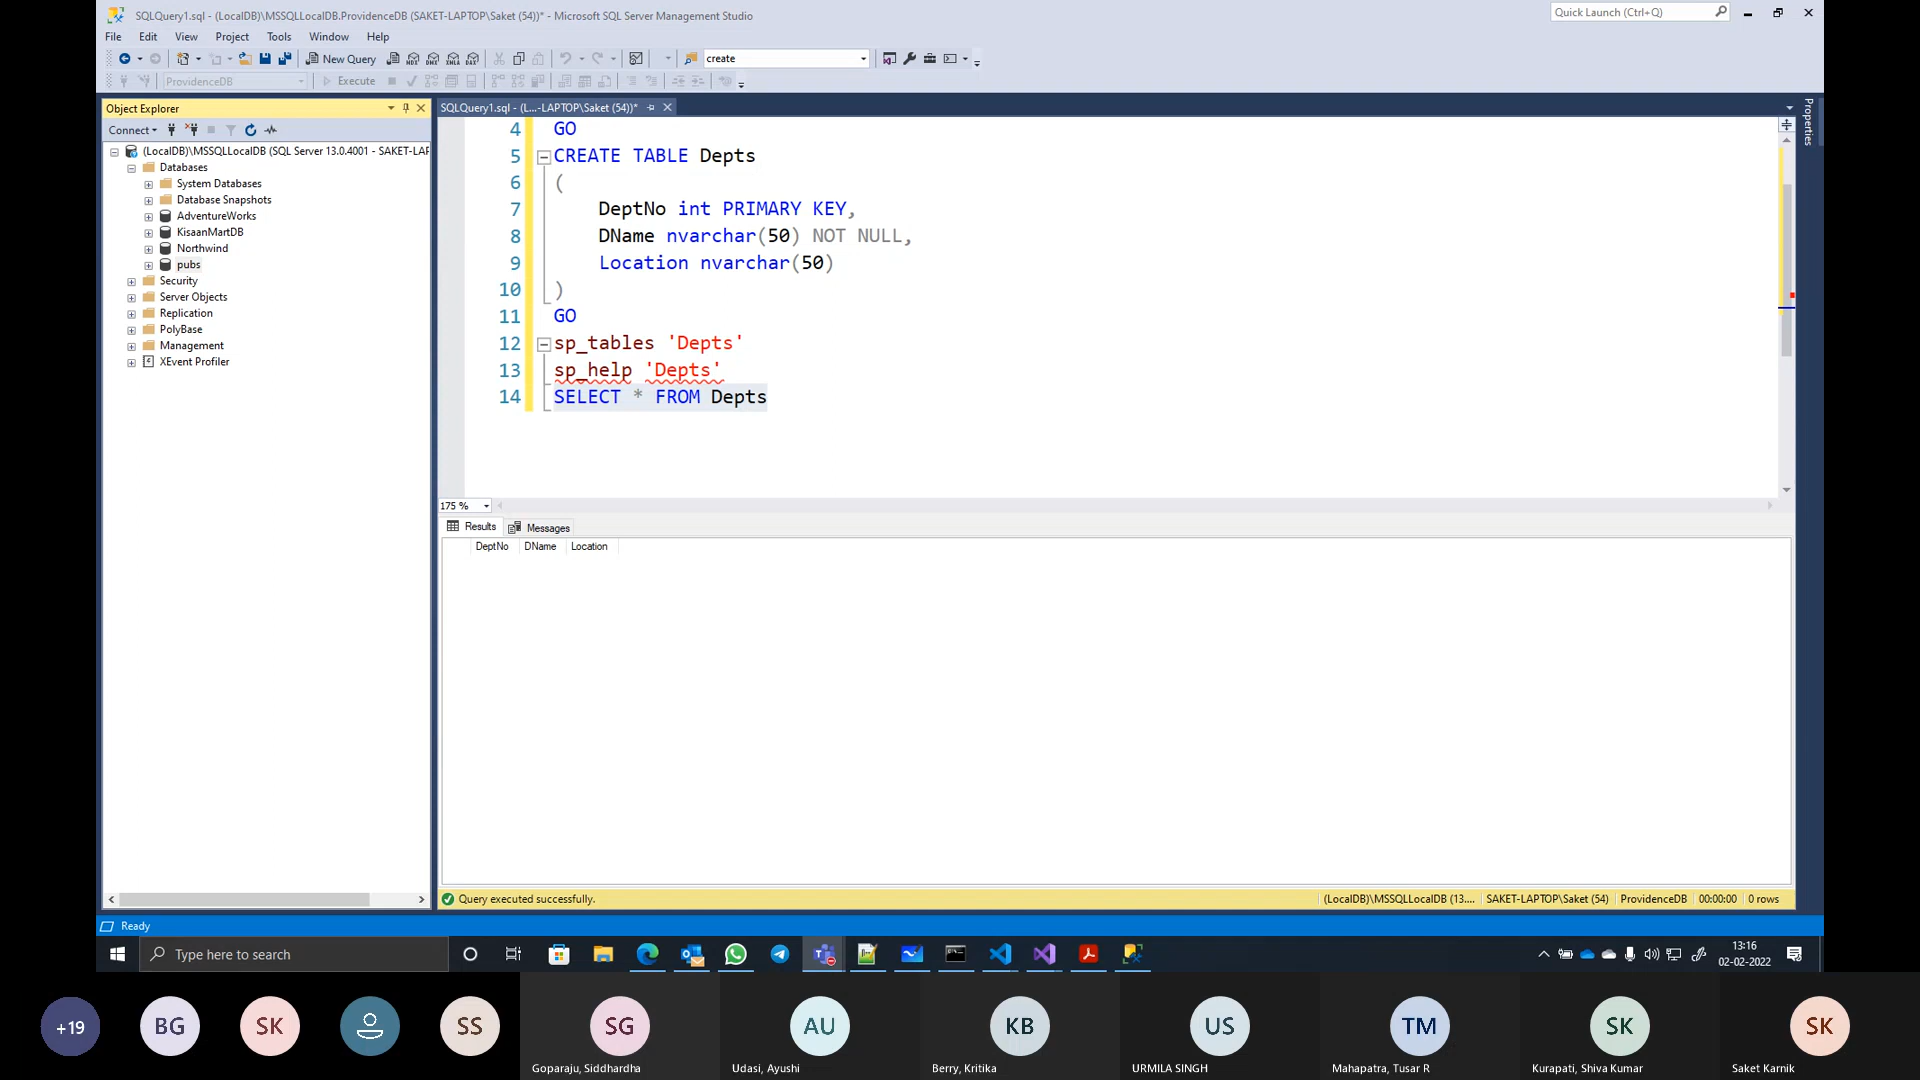 SQLQuery1.sql - (LocalDB)\MSSQLLocalDB.ProvidenceDB (SAKET-LAPTOP\Saket (54))* - Microsoft SQL Server Management Studio
Quick Launch (Ctrl+Q)
File Edit View Project Tools Window Help
New Query
create
ProvidenceDB
Execute
Object Explorer
SQLQuery1.sql - (L...-LAPTOP\Saket (54))*
Properties
Connect
(LocalDB)\MSSQLLocalDB (SQL Server 13.0.4001 - SAKET-LAP
Databases
System Databases
Database Snapshots
AdventureWorks
KisaanMartDB
Northwind
pubs
Security
Server Objects
Replication
PolyBase
Management
XEvent Profiler
4 GO
5 CREATE TABLE Depts
6 (
7 DeptNo int PRIMARY KEY,
8 DName nvarchar(50) NOT NULL,
9 Location nvarchar(50)
10 )
11 GO
12 sp_tables 'Depts'
13 sp_help 'Depts'
14 SELECT * FROM Depts
175 %
Results Messages
DeptNo DName Location
Query executed successfully.
(LocalDB)\MSSQLLocalDB (13.... SAKET-LAPTOP\Saket (54) ProvidenceDB 00:00:00 0 rows
Ready
Type here to search
13:16
02-02-2022
+19 BG SK SS SG AU KB US TM SK SK
Goparaju, Siddhardha Udasi, Ayushi Berry, Kritika URMILA SINGH Mahapatra, Tusar R Kurapati, Shiva Kumar Saket Karnik